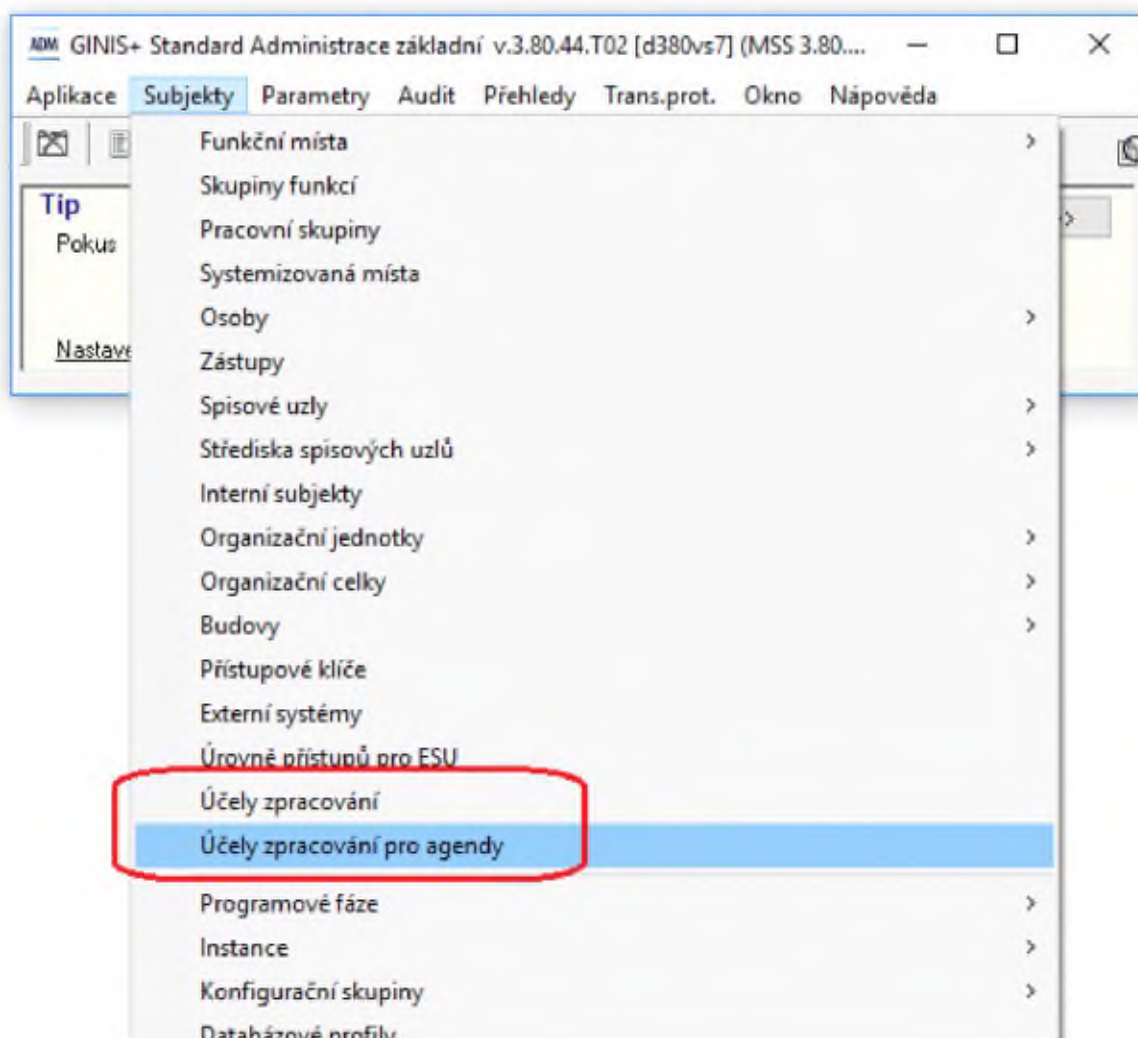 ADM GINIS+ Standard Administrace základní v.3.80.44.T02 [d380vs7] (MSS 3.80....
Aplikace Subjekty Parametry Audit Přehledy Trans.prot. Okno Nápověda
Tip
Pokus
Nastave
Funkční místa
Skupiny funkcí
Pracovní skupiny
Systemizovaná místa
Osoby
Zástupy
Spisové uzly
Střediska spisových uzlů
Interní subjekty
Organizační jednotky
Organizační celky
Budovy
Přístupové klíče
Externí systémy
Úrovně přístupů pro ESU
Účely zpracování
Účely zpracování pro agendy
Programové fáze
Instance
Konfigurační skupiny
Databázové profily